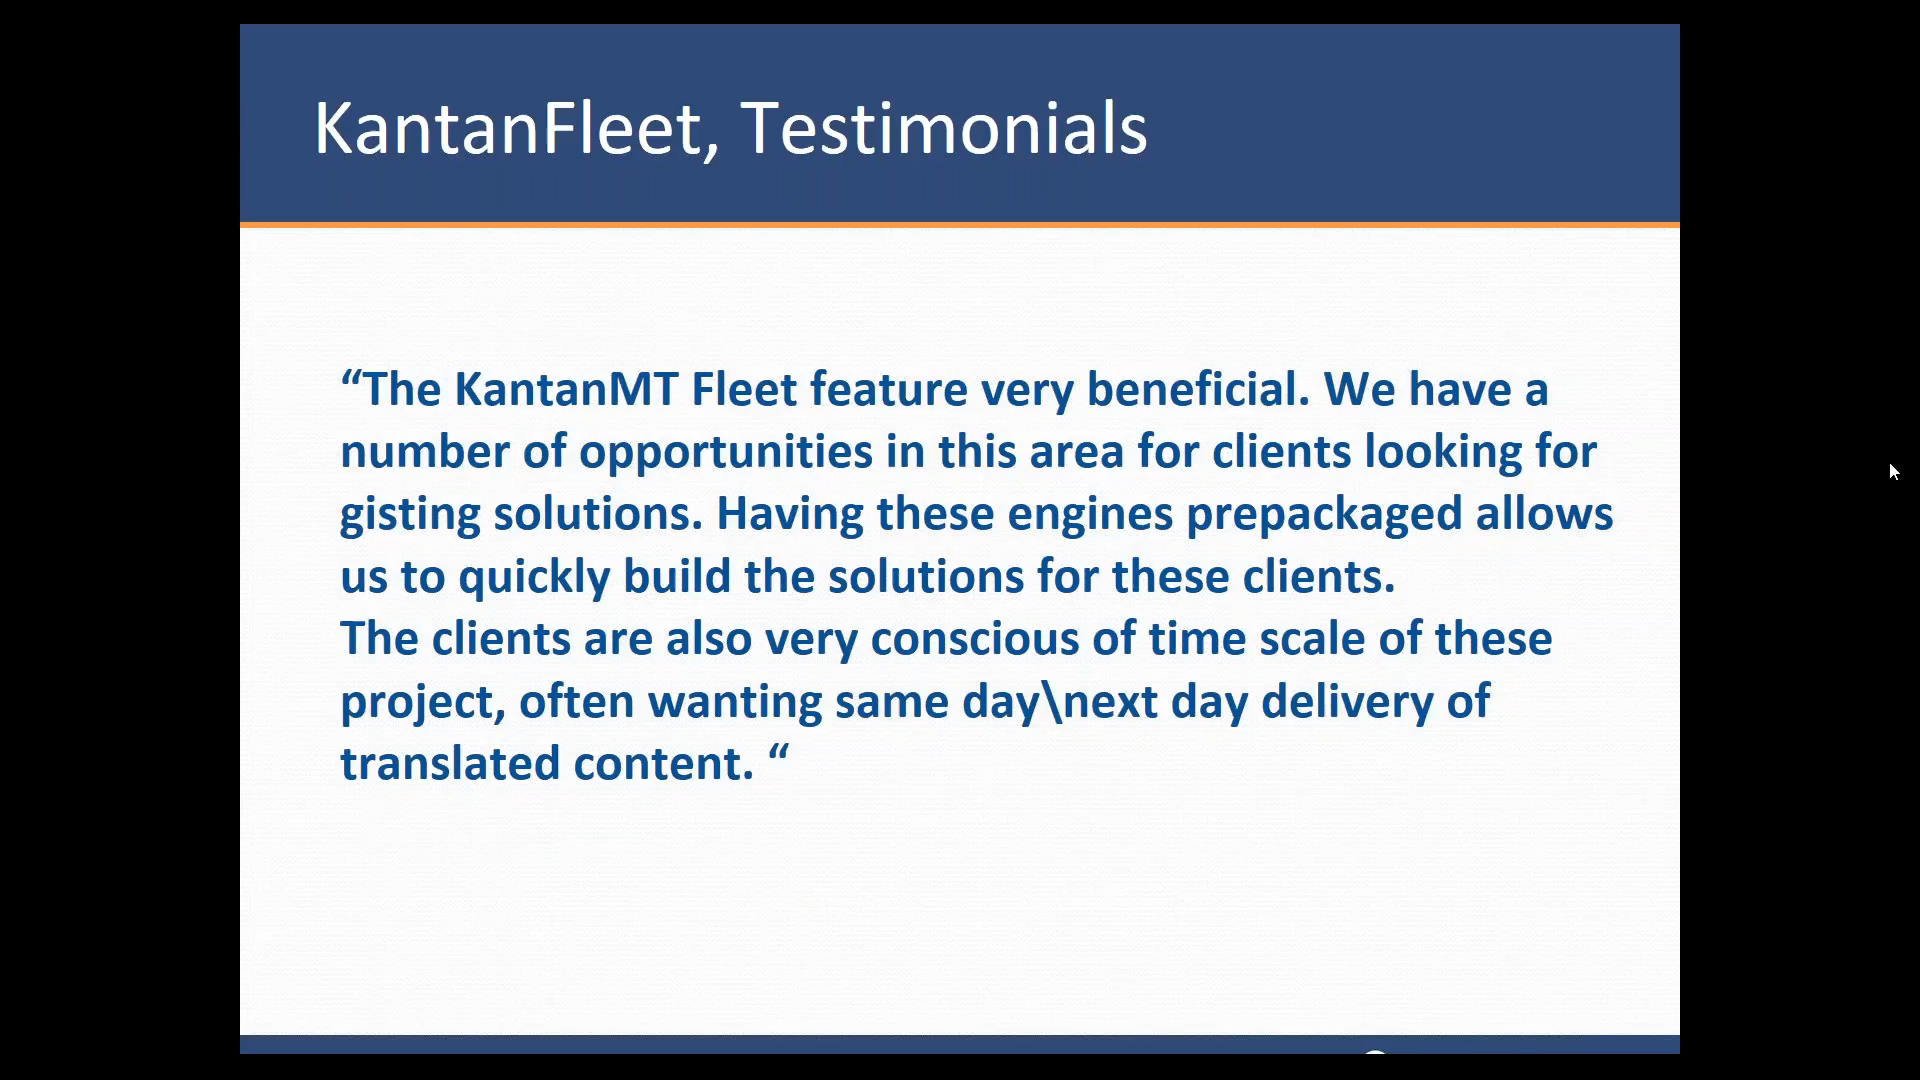 KantanFleet, Testimonials
“The KantanMT Fleet feature very beneficial. We have a
number of opportunities in this area for clients looking for
gisting solutions. Having these engines prepackaged allows
us to quickly build the solutions for these clients.
The clients are also very conscious of time scale of these
project, often wanting same day\next day delivery of
translated content. “